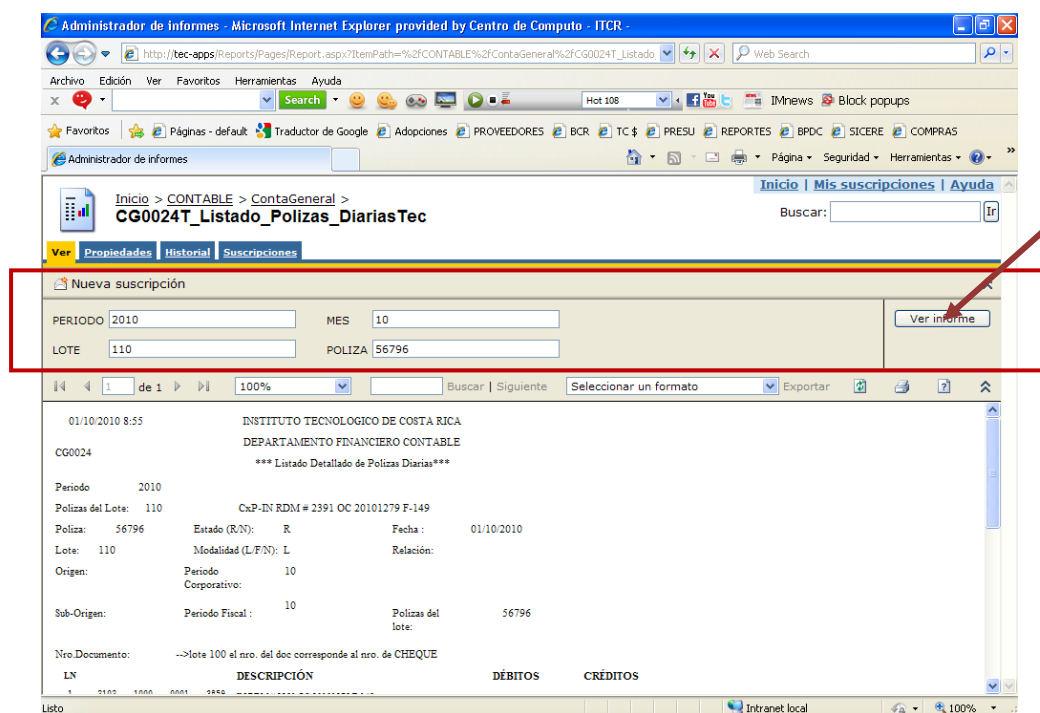 Administrador de informes - Microsoft Internet Explorer provided by Centro de Computo - ITCR -
http://tec-apps/Reports/Pages/Report.aspx?ItemPath=%2fCONTABLE%2fContaGeneral%2fCG0024T_Listado_ Web Search
Archivo Edición Ver Favoritos Herramientas Ayuda
x Search Hot 108 You Tube IMnews Block popups
Favoritos Páginas - default Traductor de Google Adopciones PROVEEDORES BCR TC $ PRESU REPORTES BPDC SICERE COMPRAS
Administrador de informes Página Seguridad Herramientas »
Inicio | Mis suscripciones | Ayuda
Inicio > CONTABLE > ContaGeneral >
CG0024T_Listado_Polizas_DiariasTec Buscar: Ir
Ver Propiedades Historial Suscripciones
Nueva suscripción
PERIODO 2010 MES 10 Ver informe
LOTE 110 POLIZA 56796
1 de 1 100% Buscar | Siguiente Seleccionar un formato Exportar
01/10/2010 8:55 INSTITUTO TECNOLOGICO DE COSTA RICA
DEPARTAMENTO FINANCIERO CONTABLE
CG0024
*** Listado Detallado de Polizas Diarias***
Periodo 2010
Polizas del Lote: 110 CxP-IN RDM # 2391 OC 20101279 F-149
Poliza: 56796 Estado (R/N): R Fecha : 01/10/2010
Lote: 110 Modalidad (L/F/N): L Relación:
Origen: Periodo Corporativo: 10
Sub-Origen: Periodo Fiscal : 10 Polizas del lote: 56796
Nro.Documento: -->lote 100 el nro. del doc corresponde al nro. de CHEQUE
LN DESCRIPCIÓN DÉBITOS CRÉDITOS
1 2103 1000 0001 3859
Listo Intranet local 100%